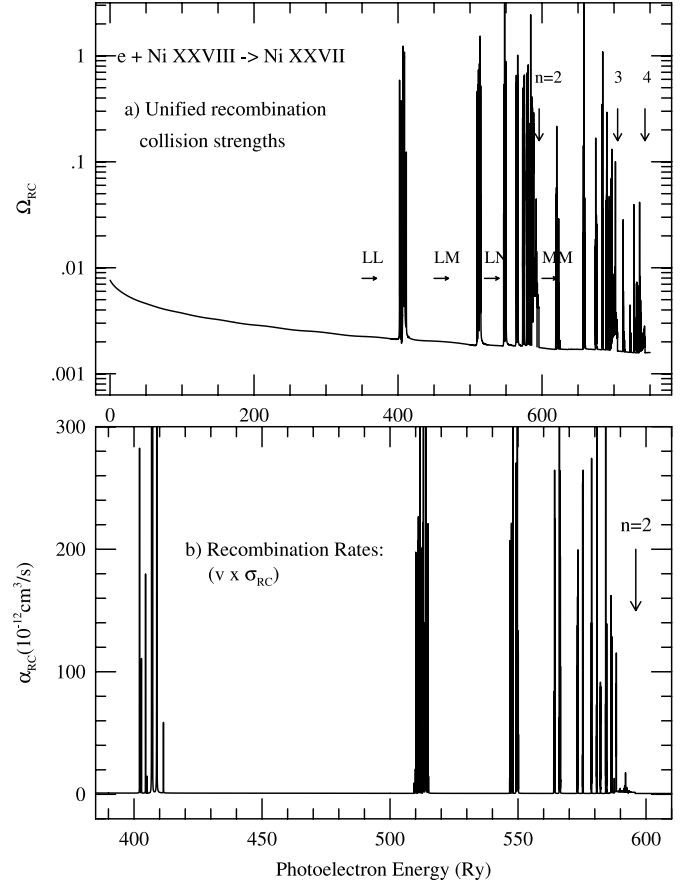 e + Ni XXVIII -> Ni XXVII
a) Unified recombination
collision strengths
n=2
3
4
LL
LM
LN
MM
Ω_RC
1
.1
.01
.001
0
200
400
600
300
200
100
0
b) Recombination Rates:
(v x σ_RC)
n=2
α_RC(10^-12cm^3/s)
400
450
500
550
600
Photoelectron Energy (Ry)